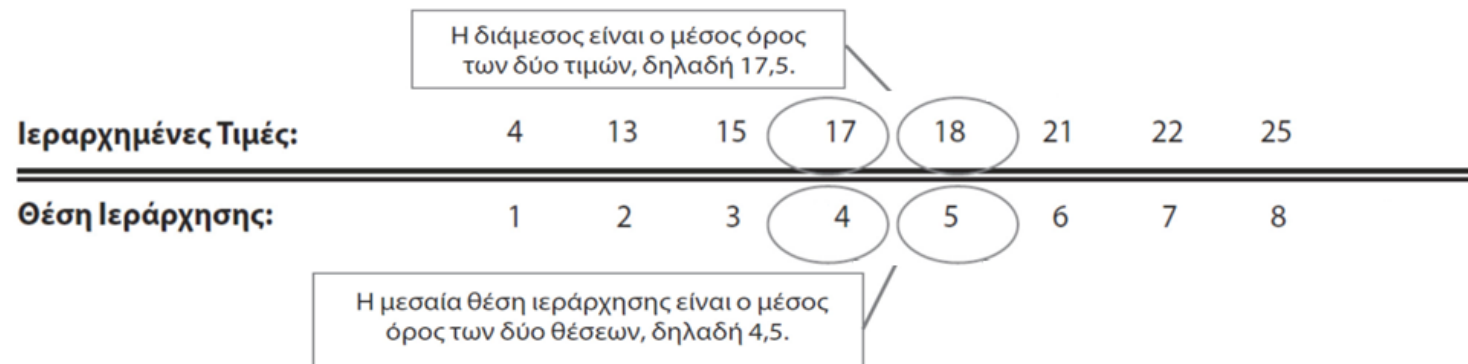 Η διάμεσος είναι ο μέσος όρος
των δύο τιμών, δηλαδή 17,5.
Ιεραρχημένες Τιμές: 4 13 15 17 18 21 22 25
Θέση Ιεράρχησης: 1 2 3 4 5 6 7 8
Η μεσαία θέση ιεράρχησης είναι ο μέσος
όρος των δύο θέσεων, δηλαδή 4,5.